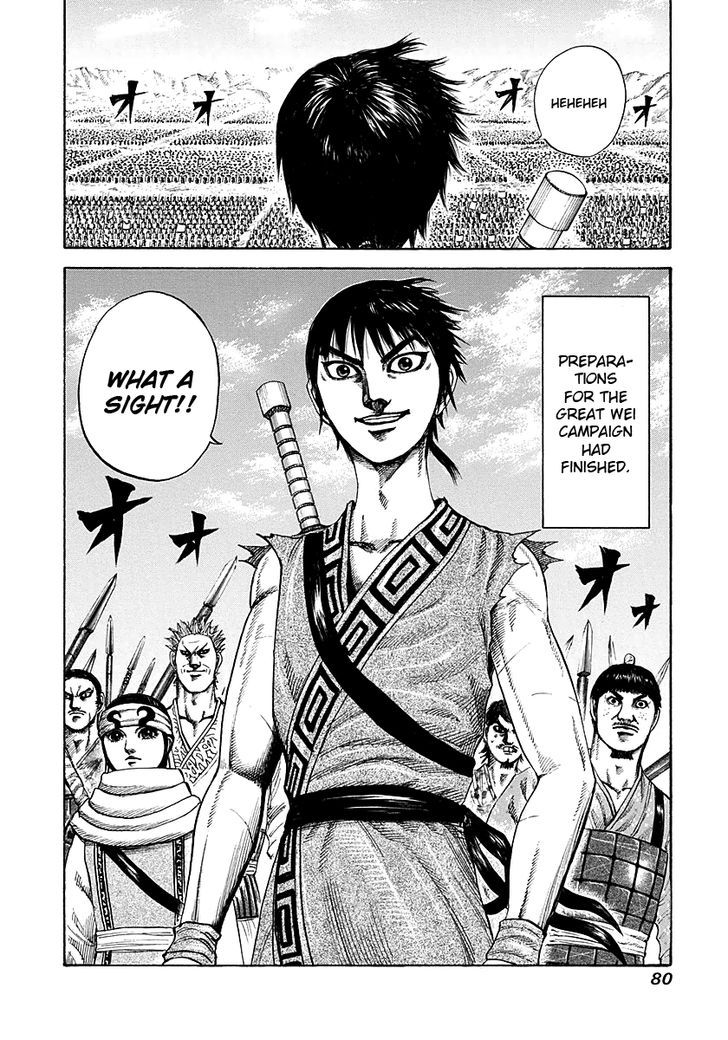 オ オ オ オ
HEHEHEH
WHAT A
SIGHT!!
PREPARA-
TIONS
FOR THE
GREAT WEI
CAMPAIGN
HAD
FINISHED.
オ オ オ オ
80